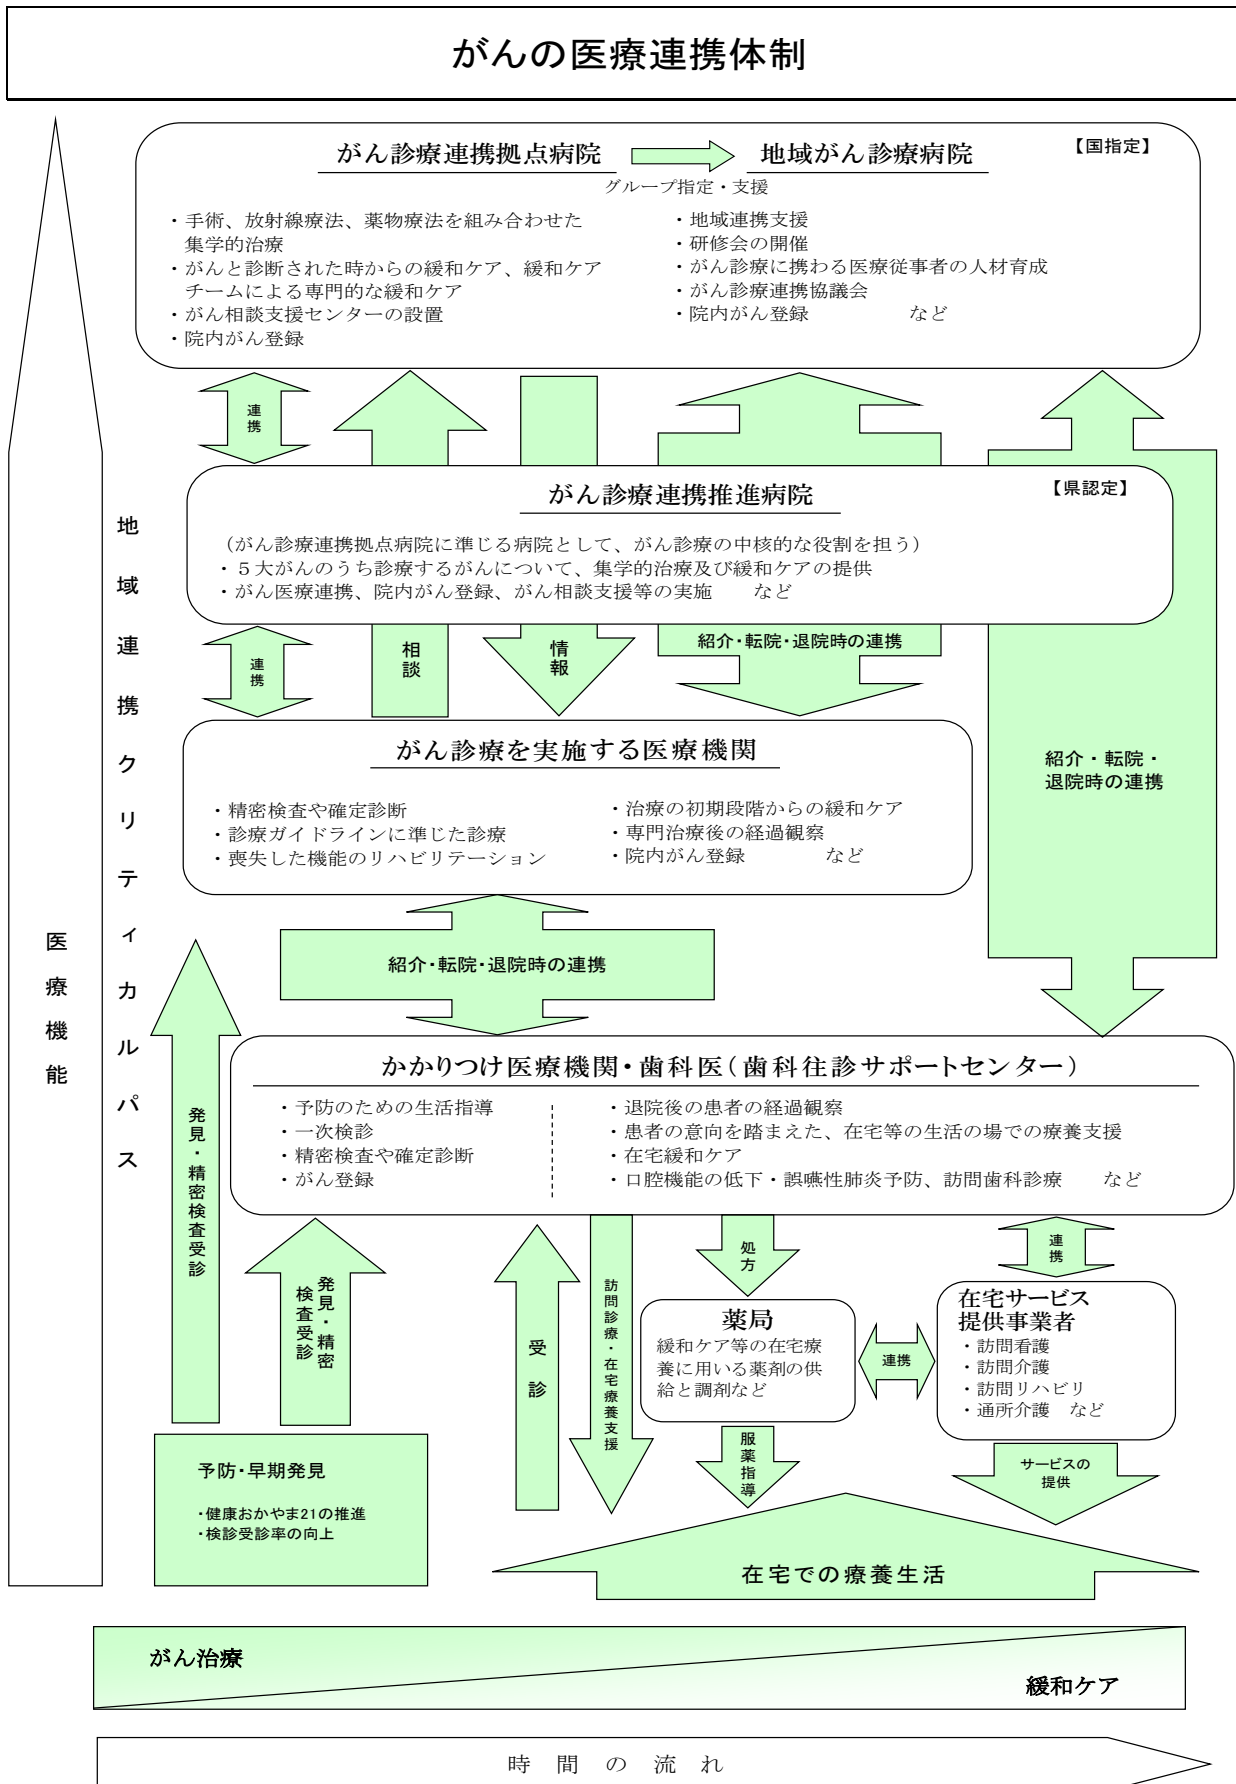 がんの医療連携体制
がん診療連携拠点病院
地域がん診療病院
【国指定】
グループ指定・支援
・手術、放射線療法、薬物療法を組み合わせた
集学的治療
・がんと診断された時からの緩和ケア、緩和ケア
チームによる専門的な緩和ケア
・がん相談支援センターの設置
・院内がん登録
・地域連携支援
・研修会の開催
・がん診療に携わる医療従事者の人材育成
・がん診療連携協議会
・院内がん登録 など
連携
がん診療連携推進病院
【県認定】
(がん診療連携拠点病院に準じる病院として、がん診療の中核的な役割を担う)
・5大がんのうち診療するがんについて、集学的治療及び緩和ケアの提供
・がん医療連携、院内がん登録、がん相談支援等の実施 など
連携
相談
情報
紹介・転院・退院時の連携
紹介・転院・
退院時の連携
がん診療を実施する医療機関
・精密検査や確定診断
・診療ガイドラインに準じた診療
・喪失した機能のリハビリテーション
・治療の初期段階からの緩和ケア
・専門治療後の経過観察
・院内がん登録 など
紹介・転院・退院時の連携
医療機能
地域連携クリティカルパス
かかりつけ医療機関・歯科医(歯科往診サポートセンター)
・予防のための生活指導
・一次検診
・精密検査や確定診断
・がん登録
・退院後の患者の経過観察
・患者の意向を踏まえた、在宅等の生活の場での療養支援
・在宅緩和ケア
・口腔機能の低下・誤嚥性肺炎予防、訪問歯科診療 など
発見・精密検査受診
発見・精密
検査受診
受診
訪問診療・在宅療養支援
処方
連携
薬局
緩和ケア等の在宅療
養に用いる薬剤の供
給と調剤など
連携
在宅サービス
提供事業者
・訪問看護
・訪問介護
・訪問リハビリ
・通所介護 など
服薬指導
サービスの
提供
予防・早期発見
・健康おかやま21の推進
・検診受診率の向上
在宅での療養生活
がん治療
緩和ケア
時間の流れ